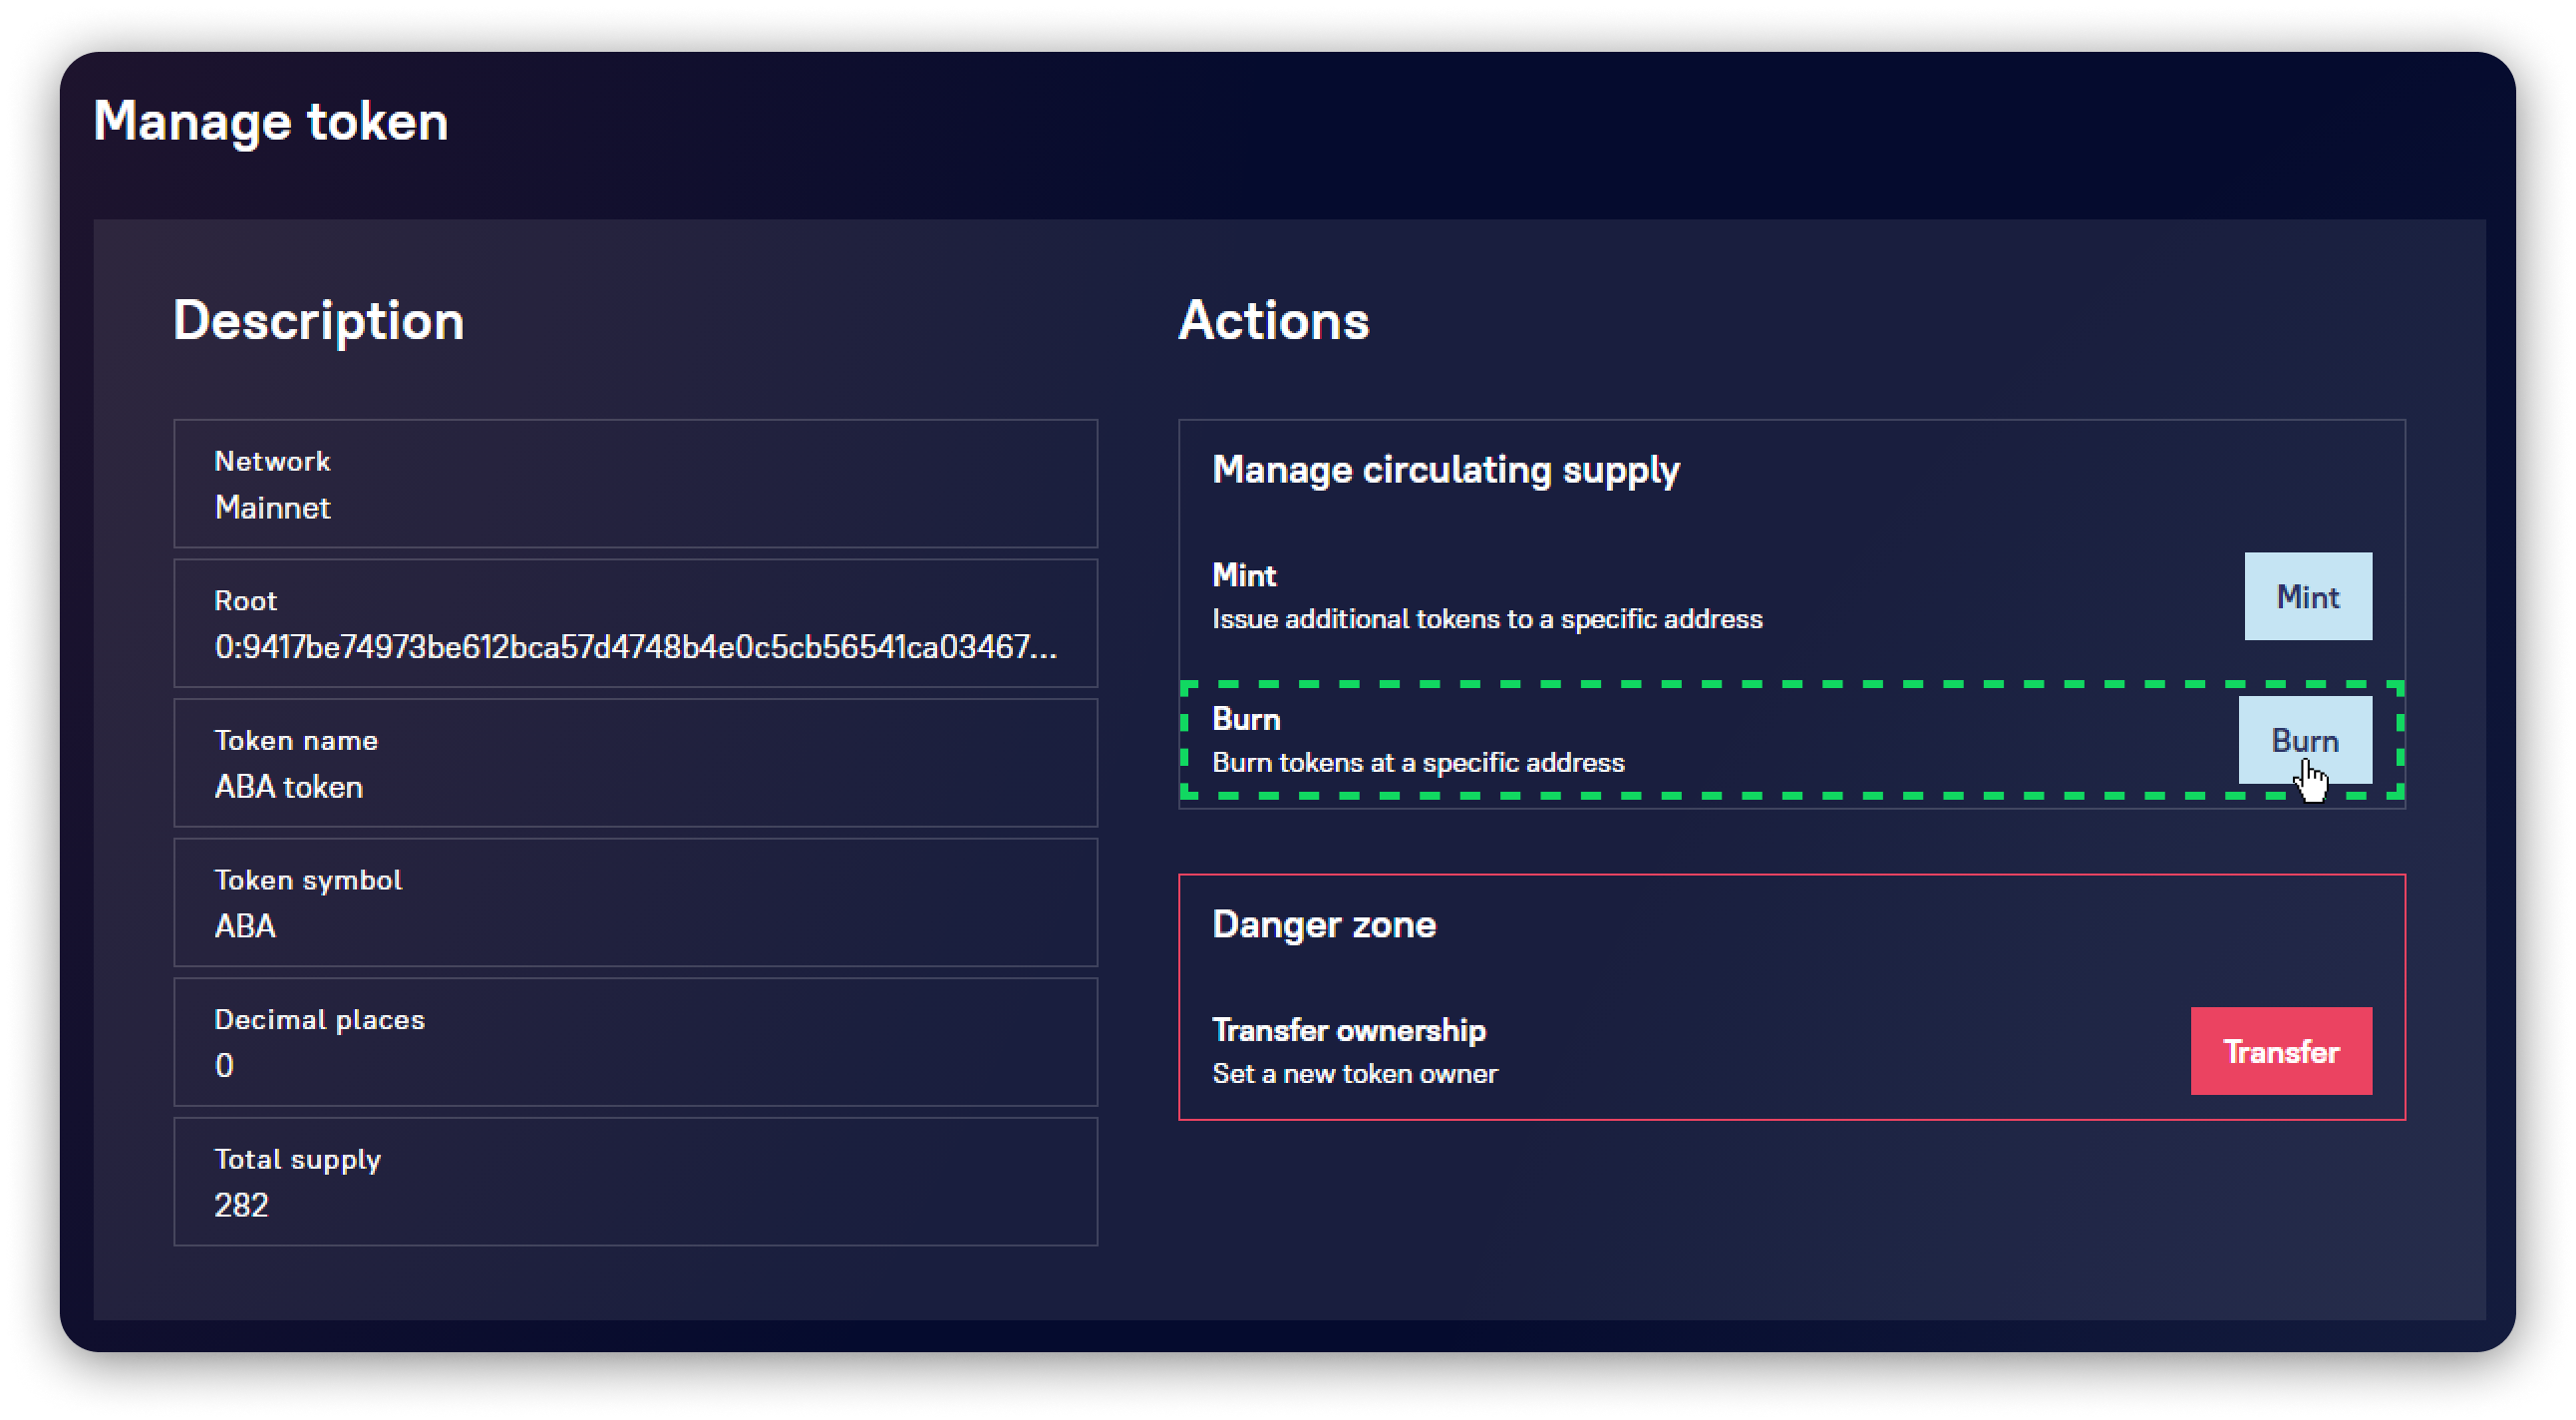 Manage token
Description
Network
Mainnet
Root
0:9417be74973be612bca57d4748b4e0c5cb56541ca03467...
Token name
ABA token
Token symbol
ABA
Decimal places
0
Total supply
282
Actions
Manage circulating supply
Mint
Issue additional tokens to a specific address
Mint
Burn
Burn tokens at a specific address
Burn
Danger zone
Transfer ownership
Set a new token owner
Transfer